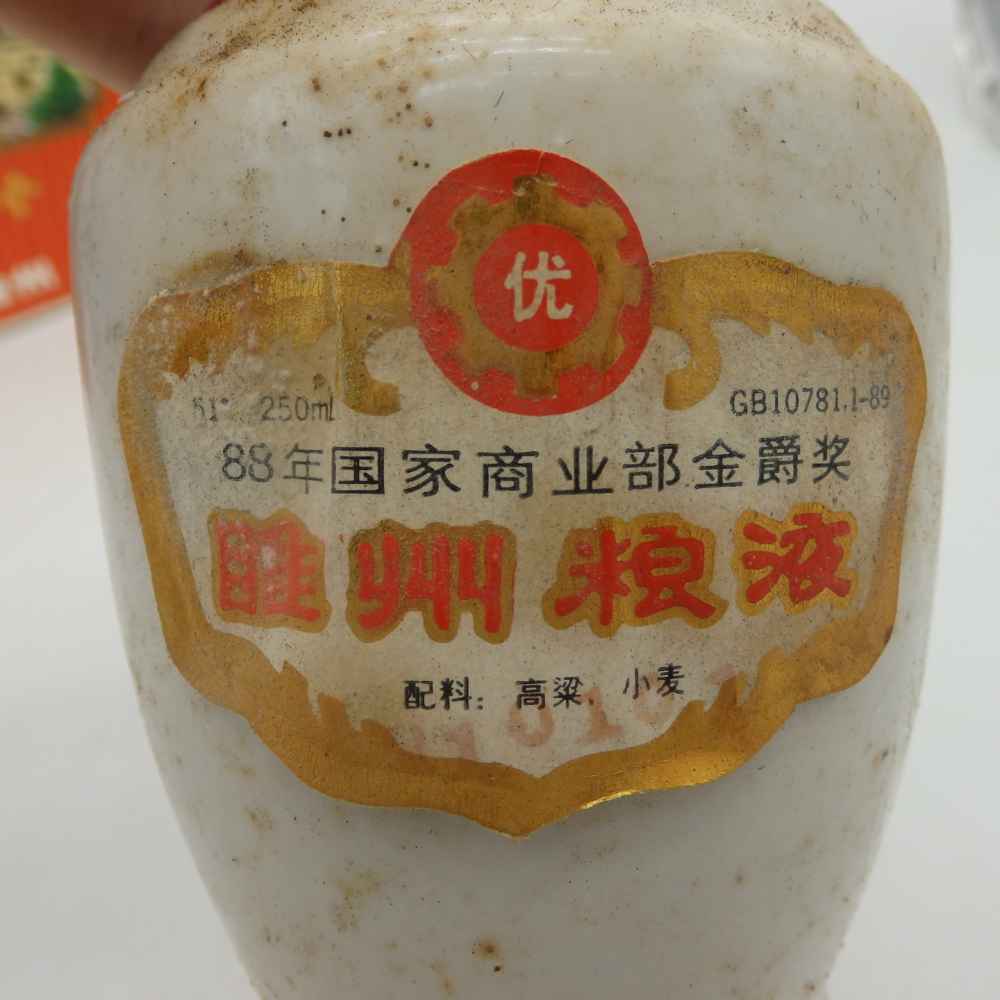 优
51° 250ml
GB10781.1-89
88年国家商业部金爵奖
睢州粮液
配料：高粱、小麦